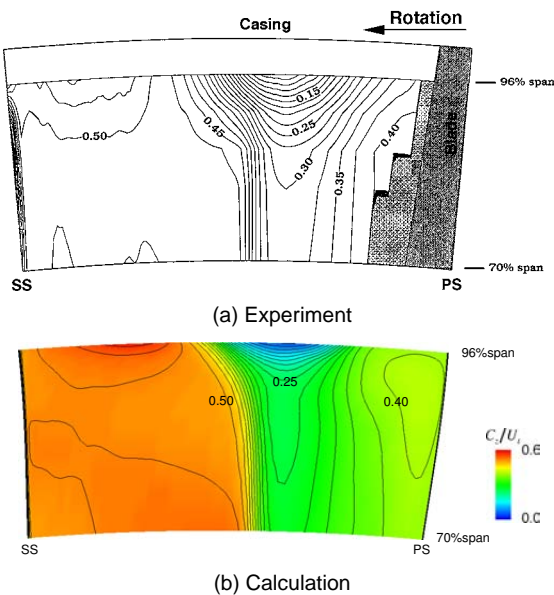 Casing
Rotation
96% span
0.15
0.50
0.45
0.25
0.40
Blade
0.30
0.35
70% span
SS
PS
(a) Experiment
96%span
0.25
0.50
0.40
Cz/Us
0.6
0.0
70%span
SS
PS
(b) Calculation